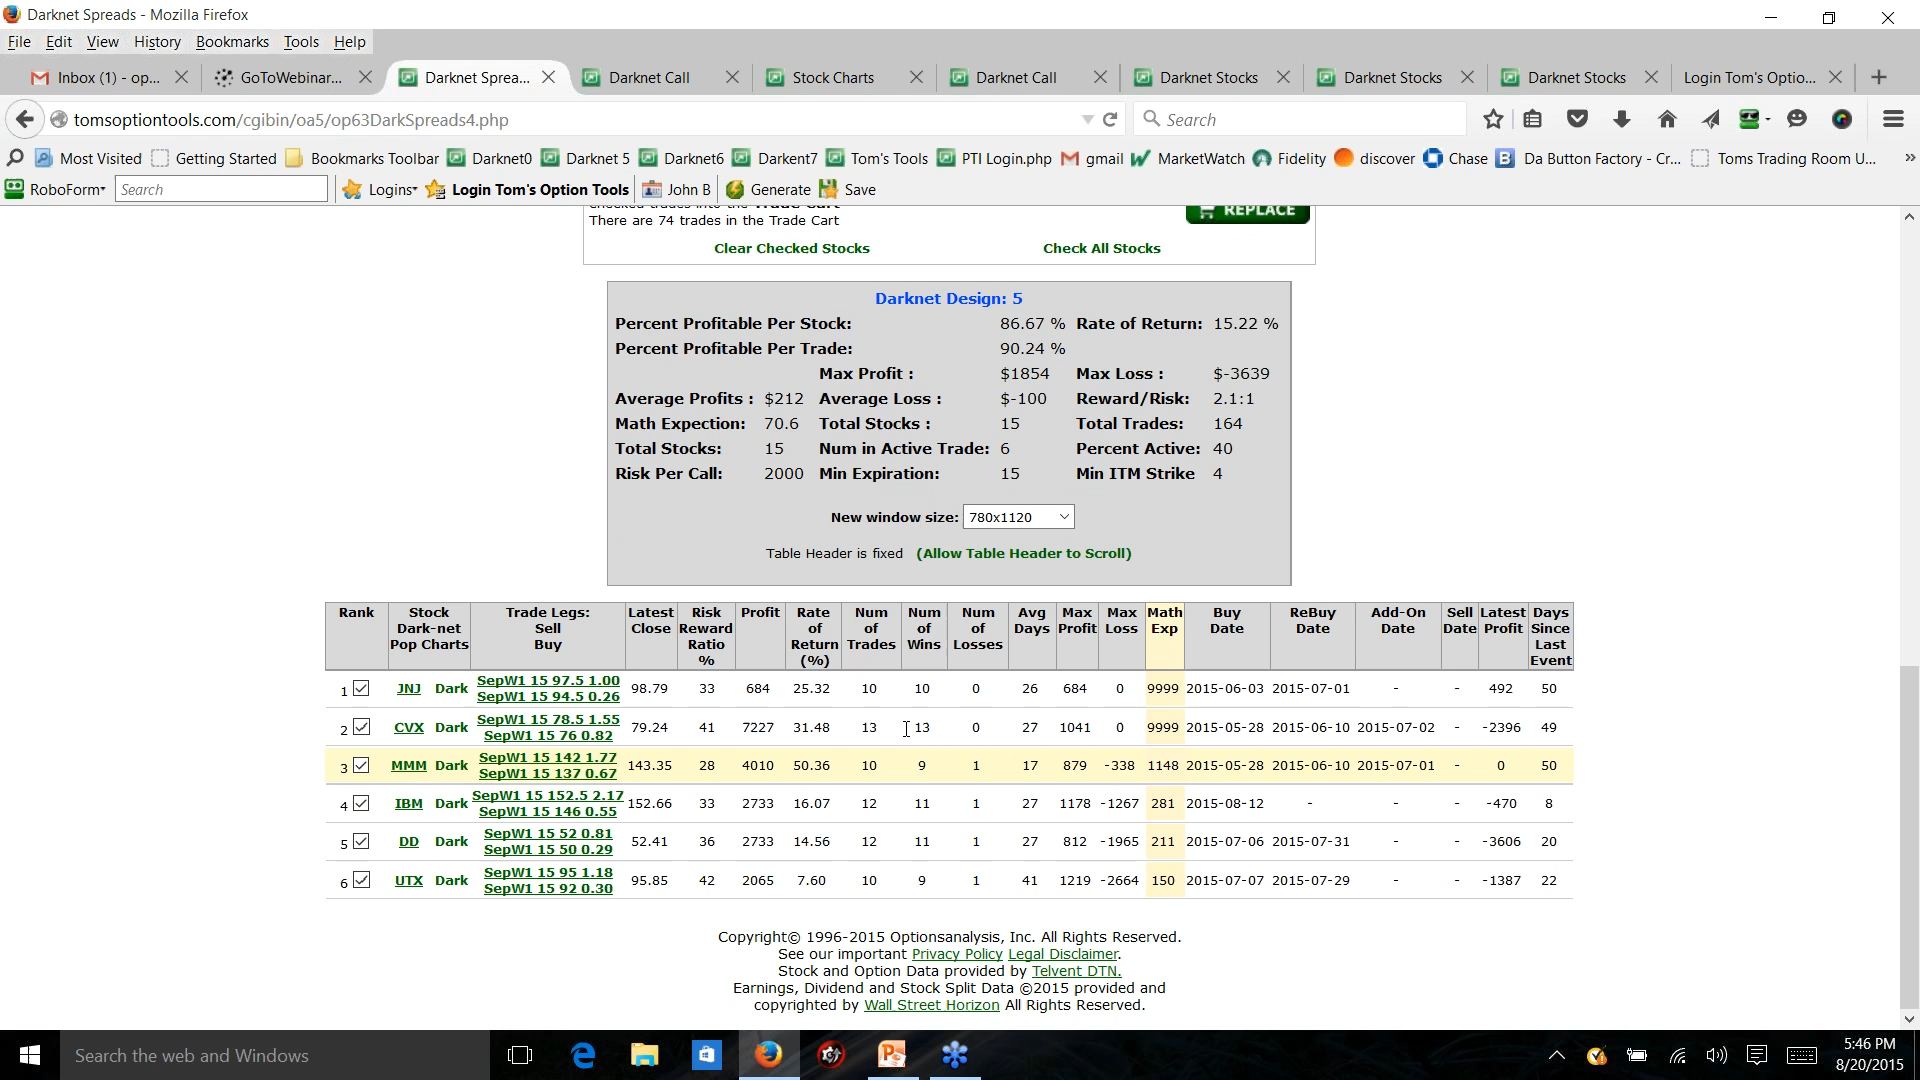 Darknet Spreads - Mozilla Firefox
File Edit View History Bookmarks Tools Help
Inbox (1) - op... GoToWebinar... Darknet Sprea... Darknet Call Stock Charts Darknet Call Darknet Stocks Darknet Stocks Darknet Stocks Login Tom's Optio...
tomsoptiontools.com/cgibin/oa5/op63DarkSpreads4.php Search
Most Visited Getting Started Bookmarks Toolbar Darknet0 Darknet 5 Darknet6 Darkent7 Tom's Tools PTI Login.php gmail MarketWatch Fidelity discover Chase Da Button Factory - Cr... Toms Trading Room U... »
RoboForm Search Logins Login Tom's Option Tools John B Generate Save
checked trades into the Trade Cart
REPLACE
There are 74 trades in the Trade Cart
Clear Checked Stocks Check All Stocks
Darknet Design: 5
Percent Profitable Per Stock: 86.67 % Rate of Return: 15.22 %
Percent Profitable Per Trade: 90.24 %
Max Profit : $1854 Max Loss : $-3639
Average Profits : $212 Average Loss : $-100 Reward/Risk: 2.1:1
Math Expection: 70.6 Total Stocks : 15 Total Trades: 164
Total Stocks: 15 Num in Active Trade: 6 Percent Active: 40
Risk Per Call: 2000 Min Expiration: 15 Min ITM Strike 4
New window size: 780x1120
Table Header is fixed (Allow Table Header to Scroll)
Rank Stock Trade Legs: Latest Risk Profit Rate Num Num Num Avg Max Max Math Buy ReBuy Add-On Sell Latest Days
Dark-net Sell Close Reward of of of of Days Profit Loss Exp Date Date Date Date Profit Since
Pop Charts Buy Ratio Return Trades Wins Losses Last
% (%) Event
1 JNJ Dark SepW1 15 97.5 1.00 98.79 33 684 25.32 10 10 0 26 684 0 9999 2015-06-03 2015-07-01 - - 492 50
SepW1 15 94.5 0.26
2 CVX Dark SepW1 15 78.5 1.55 79.24 41 7227 31.48 13 13 0 27 1041 0 9999 2015-05-28 2015-06-10 2015-07-02 - -2396 49
SepW1 15 76 0.82
3 MMM Dark SepW1 15 142 1.77 143.35 28 4010 50.36 10 9 1 17 879 -338 1148 2015-05-28 2015-06-10 2015-07-01 - 0 50
SepW1 15 137 0.67
4 IBM Dark SepW1 15 152.5 2.17 152.66 33 2733 16.07 12 11 1 27 1178 -1267 281 2015-08-12 - - - -470 8
SepW1 15 146 0.55
5 DD Dark SepW1 15 52 0.81 52.41 36 2733 14.56 12 11 1 27 812 -1965 211 2015-07-06 2015-07-31 - - -3606 20
SepW1 15 50 0.29
6 UTX Dark SepW1 15 95 1.18 95.85 42 2065 7.60 10 9 1 41 1219 -2664 150 2015-07-07 2015-07-29 - - -1387 22
SepW1 15 92 0.30
Copyright© 1996-2015 Optionsanalysis, Inc. All Rights Reserved.
See our important Privacy Policy Legal Disclaimer.
Stock and Option Data provided by Telvent DTN.
Earnings, Dividend and Stock Split Data ©2015 provided and
copyrighted by Wall Street Horizon All Rights Reserved.
Search the web and Windows
5:46 PM
8/20/2015